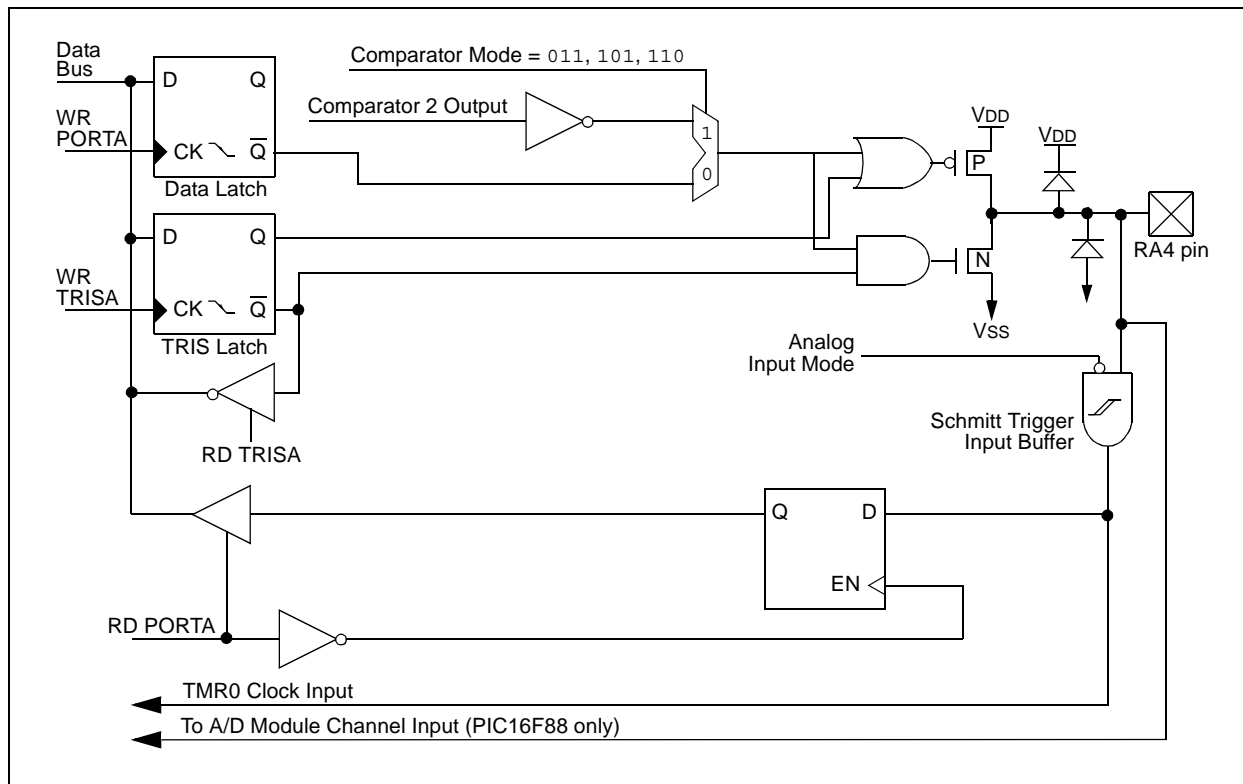 Data
Bus
D
Q
WR
PORTA
CK
Q
Data Latch
Comparator Mode = 011, 101, 110
Comparator 2 Output
1
0
VDD
P
VDD
N
VSS
RA4 pin
D
Q
WR
TRISA
CK
Q
TRIS Latch
RD TRISA
Analog
Input Mode
Schmitt Trigger
Input Buffer
Q
D
EN
RD PORTA
TMR0 Clock Input
To A/D Module Channel Input (PIC16F88 only)